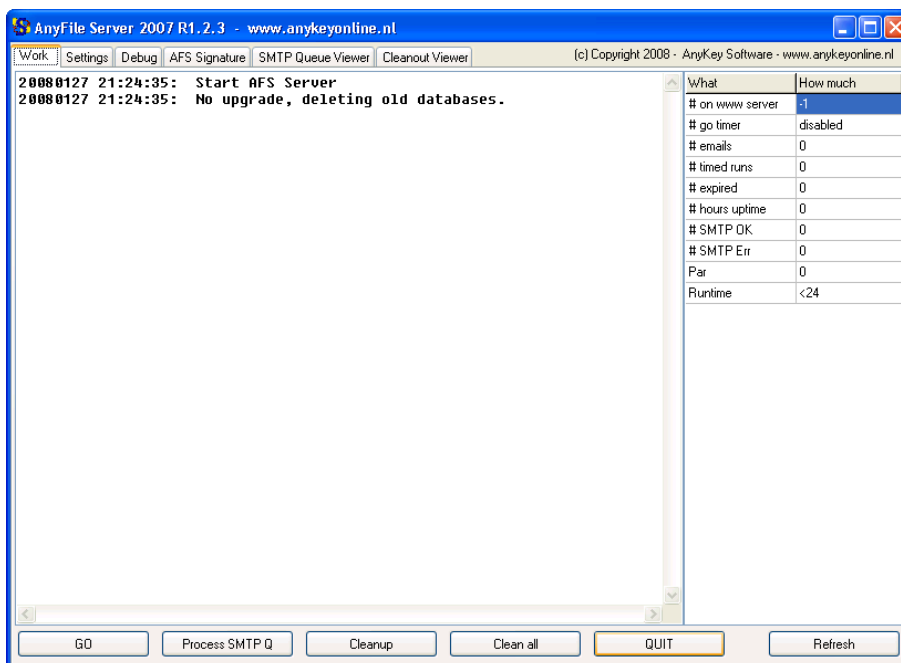 AnyFile Server 2007 R1.2.3 - www.anykeyonline.nl
Work Settings Debug AFS Signature SMTP Queue Viewer Cleanout Viewer (c) Copyright 2008 - AnyKey Software - www.anykeyonline.nl
20080127 21:24:35: Start AFS Server
20080127 21:24:35: No upgrade, deleting old databases.
What How much
# on www server -1
# go timer disabled
# emails 0
# timed runs 0
# expired 0
# hours uptime 0
# SMTP OK 0
# SMTP Err 0
Par 0
Runtime <24
GO Process SMTP Q Cleanup Clean all QUIT Refresh